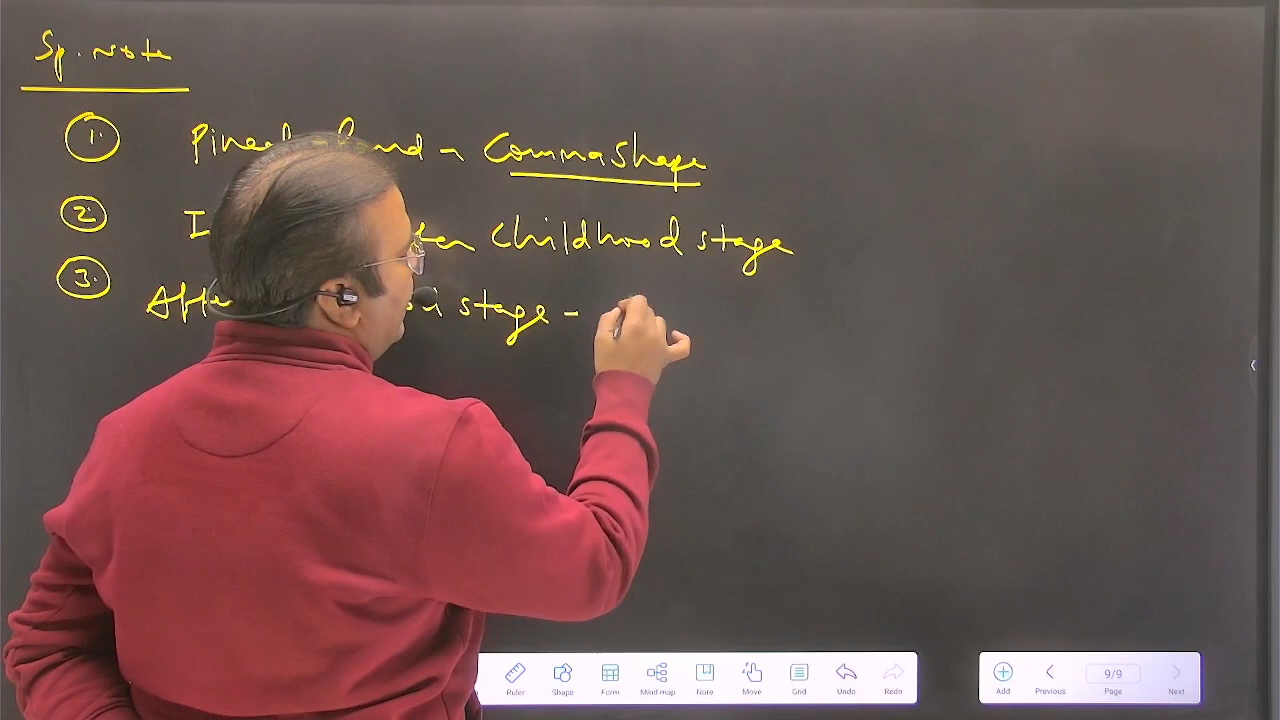 Sp. Note
1. Pineal gland - Comma Shape
2. childhood stage
3. stage -
Ruler Shape Form Mind map Note Move Grid Undo Redo
Add Previous 9/9 Page Next